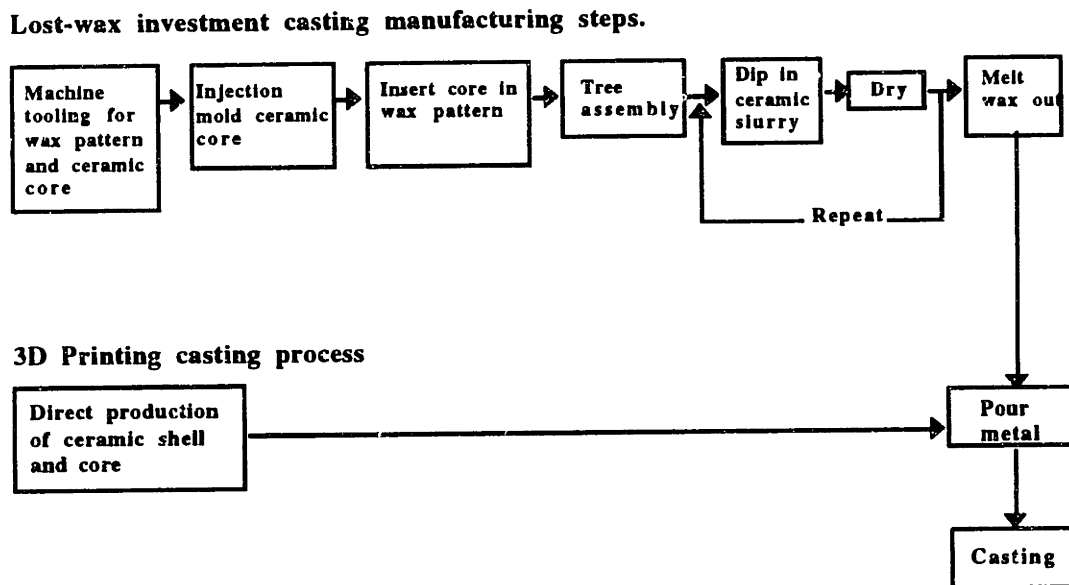 Lost-wax investment casting manufacturing steps.
Machine
tooling for
wax pattern
and ceramic
core
Injection
mold ceramic
core
Insert core in
wax pattern
Tree
assembly
Dip in
ceramic
slurry
Dry
Melt
wax out
Repeat
3D Printing casting process
Direct production
of ceramic shell
and core
Pour
metal
Casting